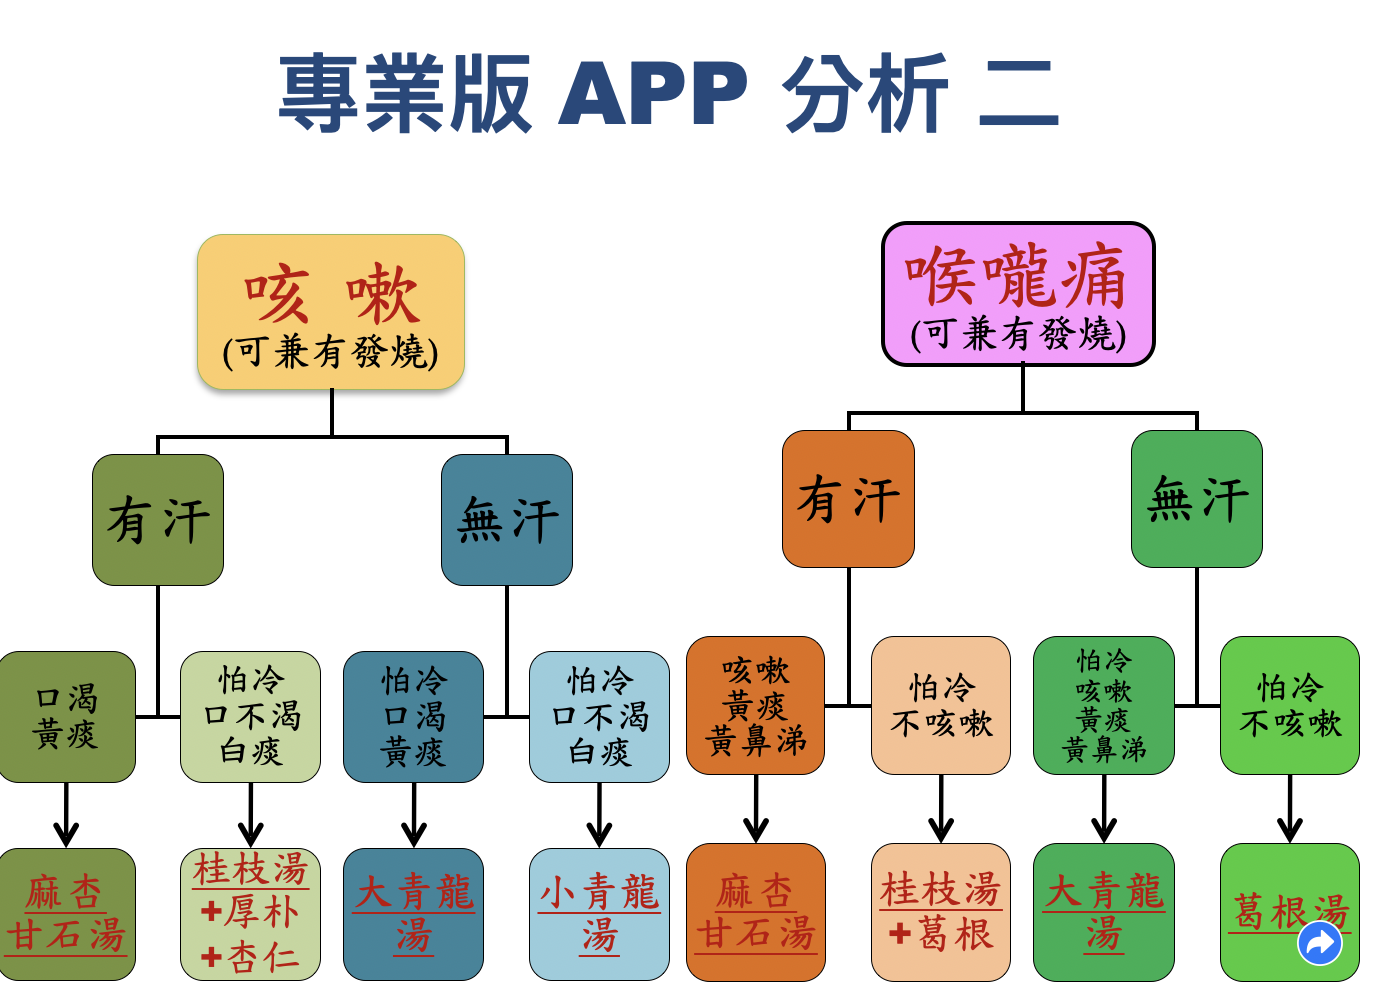 專業版 APP 分析 二
咳 嗽
(可兼有發燒)
有汗
無汗
口渴
黃痰
怕冷
口不渴
白痰
怕冷
口渴
黃痰
怕冷
口不渴
白痰
麻杏
甘石湯
桂枝湯
+厚朴
+杏仁
大青龍
湯
小青龍
湯
喉嚨痛
(可兼有發燒)
有汗
無汗
咳嗽
黃痰
黃鼻涕
怕冷
不咳嗽
怕冷
咳嗽
黃痰
黃鼻涕
怕冷
不咳嗽
麻杏
甘石湯
桂枝湯
+葛根
大青龍
湯
葛根湯